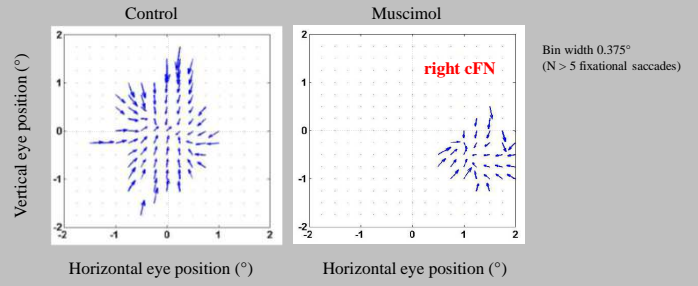 Control
Muscimol
Bin width 0.375°
(N > 5 fixational saccades)
right cFN
Vertical eye position (°)
2
1
0
-1
-2
-2 -1 0 1 2
2
1
0
-1
-2
-2 -1 0 1 2
Horizontal eye position (°)
Horizontal eye position (°)